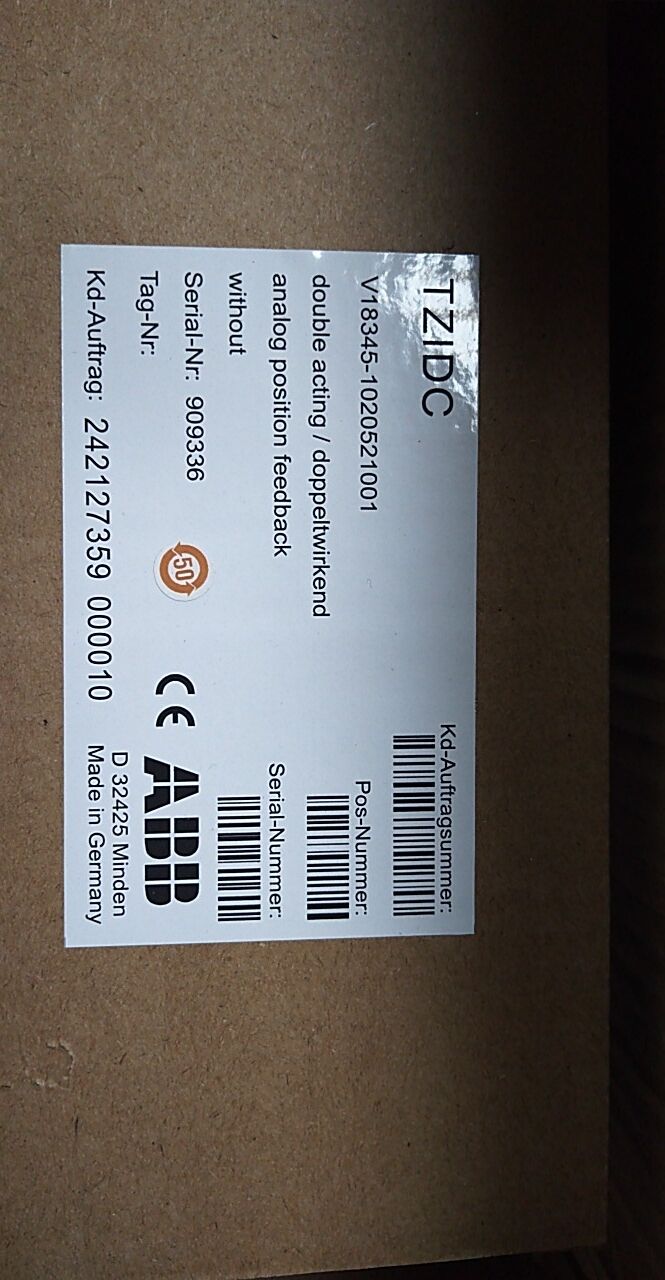 TZIDC
V18345-1020521001
double acting / doppeltwirkend
analog position feedback
without
Serial-Nr: 909336
Tag-Nr:
Kd-Auftrag: 242127359 000010
Kd-Auftragsummer:
Pos-Nummer:
Serial-Nummer:
50
CE ABB
D 32425 Minden
Made in Germany